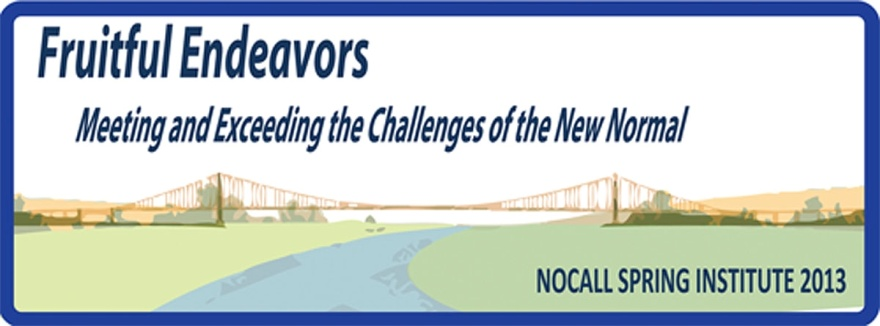 Fruitful Endeavors
Meeting and Exceeding the Challenges of the New Normal
NOCALL SPRING INSTITUTE 2013